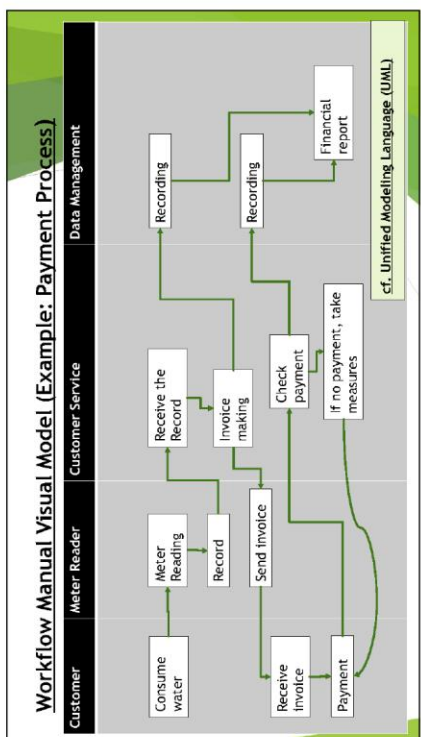 Workflow Manual Visual Model (Example: Payment Process)
Customer
Meter Reader
Customer Service
Data Management
Consume
water
Meter
Reading
Record
Receive the
Record
Invoice
making
Recording
Send invoice
Receive
invoice
Payment
Check
payment
If no payment, take
measures
Recording
Financial
report
cf. Unified Modeling Language (UML)